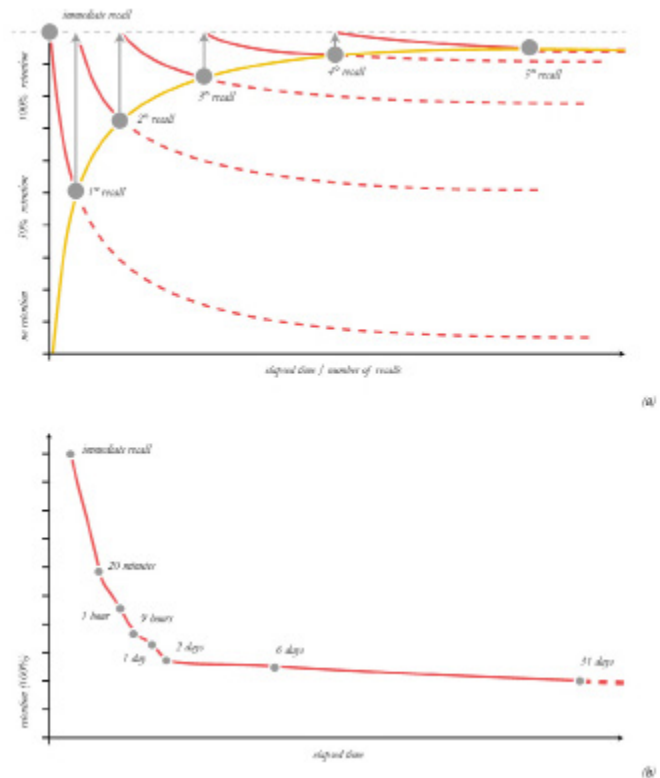 immediate recall
100% retention
50% retention
no retention
1st recall
2th recall
3th recall
4th recall
5th recall
elapsed time / number of recalls
(a)
immediate recall
20 minutes
1 hour
9 hours
1 day
2 days
6 days
31 days
retention (100%)
elapsed time
(b)